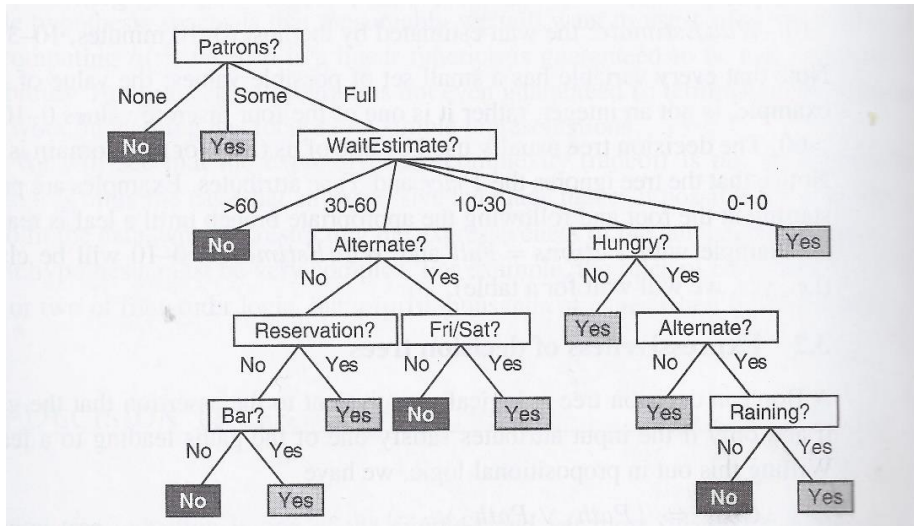 Patrons?
None Some Full
No Yes WaitEstimate?
>60 30-60 10-30 0-10
No Alternate? Hungry? Yes
No Yes No Yes
Reservation? Fri/Sat? Yes Alternate?
No Yes No Yes No Yes
Bar? Yes No Yes Yes Raining?
No Yes No Yes
No Yes No Yes